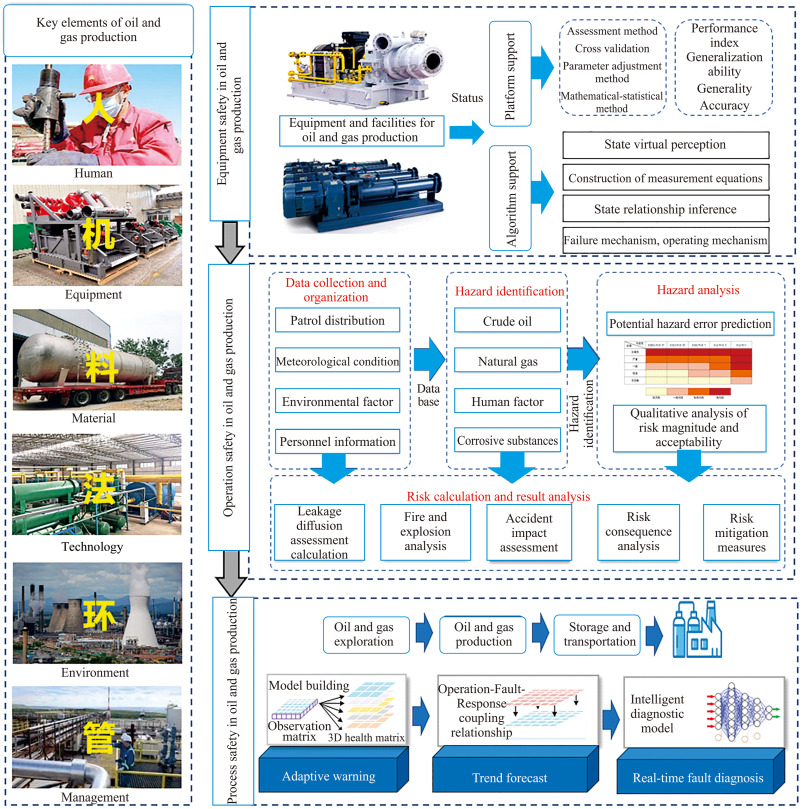 Key elements of oil and
gas production
人
Human
机
Equipment
料
Material
法
Technology
环
Environment
管
Management
Equipment safety in oil and
gas production
Equipment and facilities for
oil and gas production
Status
Platform support
Assessment method
Cross validation
Parameter adjustment
method
Mathematical-statistical
method
Performance
index
Generalization
ability
Generality
Accuracy
Algorithm support
State virtual perception
Construction of measurement equations
State relationship inference
Failure mechanism, operating mechanism
Operation safety in oil and gas production
Data collection and
organization
Patrol distribution
Meteorological condition
Environmental factor
Personnel information
Data
base
Hazard identification
Crude oil
Natural gas
Human factor
Corrosive substances
Hazard
identification
Hazard analysis
Potential hazard error prediction
Qualitative analysis of
risk magnitude and
acceptability
Risk calculation and result analysis
Leakage
diffusion
assessment
calculation
Fire and
explosion
analysis
Accident
impact
assessment
Risk
consequence
analysis
Risk
mitigation
measures
Process safety in oil and gas production
Oil and gas
exploration
Oil and gas
production
Storage and
transportation
Model building
Observation
matrix
3D health matrix
Adaptive warning
Operation-Fault-
Response
coupling
relationship
Trend forecast
Intelligent
diagnostic
model
Real-time fault diagnosis